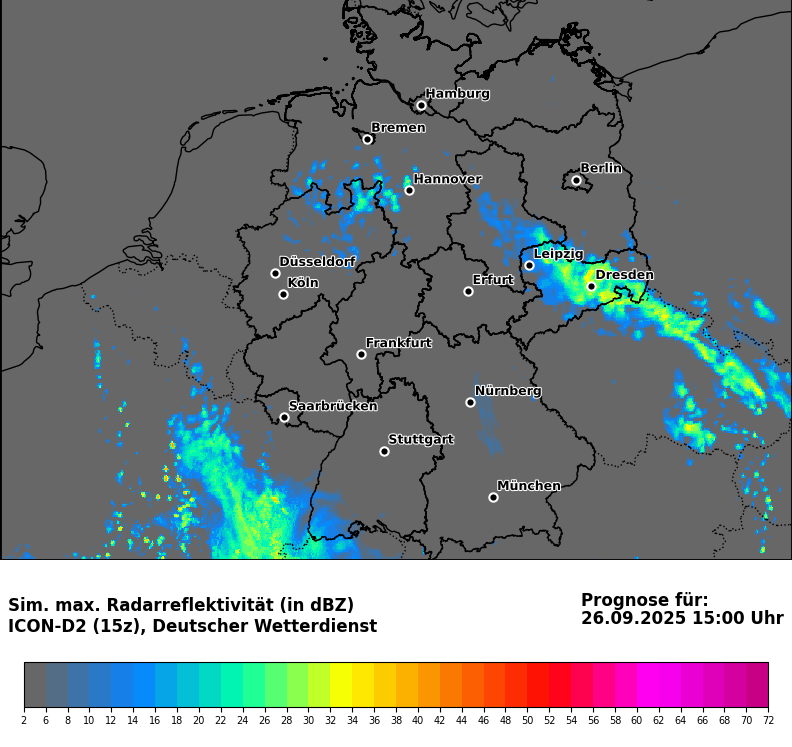 Hamburg
Bremen
Berlin
Hannover
Leipzig
Düsseldorf
Dresden
Köln
Erfurt
Frankfurt
Nürnberg
Saarbrücken
Stuttgart
München
Sim. max. Radarreflektivität (in dBZ)
ICON-D2 (15z), Deutscher Wetterdienst
Prognose für:
26.09.2025 15:00 Uhr
2 6 8 10 12 14 16 18 20 22 24 26 28 30 32 34 36 38 40 42 44 46 48 50 52 54 56 58 60 62 64 66 68 70 72